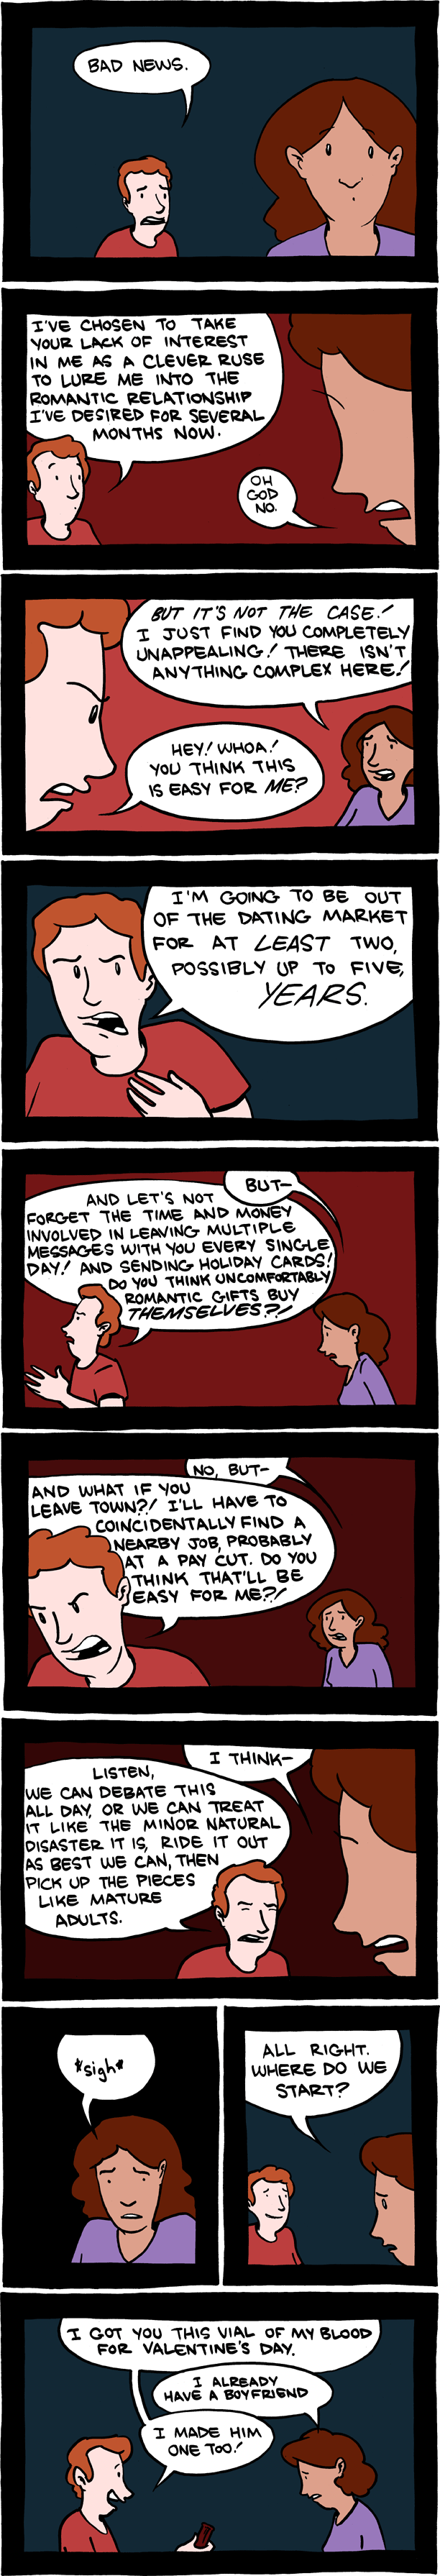 BAD NEWS.
I'VE CHOSEN TO TAKE
YOUR LACK OF INTEREST
IN ME AS A CLEVER RUSE
TO LURE ME INTO THE
ROMANTIC RELATIONSHIP
I'VE DESIRED FOR SEVERAL
MONTHS NOW.
OH
GOD
NO.
BUT IT'S NOT THE CASE!
I JUST FIND YOU COMPLETELY
UNAPPEALING! THERE ISN'T
ANYTHING COMPLEX HERE!
HEY! WHOA!
YOU THINK THIS
IS EASY FOR ME?
I'M GOING TO BE OUT
OF THE DATING MARKET
FOR AT LEAST TWO,
POSSIBLY UP TO FIVE,
YEARS.
BUT-
AND LET'S NOT
FORGET THE TIME AND MONEY
INVOLVED IN LEAVING MULTIPLE
MESSAGES WITH YOU EVERY SINGLE
DAY! AND SENDING HOLIDAY CARDS!
DO YOU THINK UNCOMFORTABLY
ROMANTIC GIFTS BUY
THEMSELVES?!
NO, BUT-
AND WHAT IF YOU
LEAVE TOWN?! I'LL HAVE TO
COINCIDENTALLY FIND A
NEARBY JOB, PROBABLY
AT A PAY CUT. DO YOU
THINK THAT'LL BE
EASY FOR ME?!
I THINK-
LISTEN,
WE CAN DEBATE THIS
ALL DAY, OR WE CAN TREAT
IT LIKE THE MINOR NATURAL
DISASTER IT IS, RIDE IT OUT
AS BEST WE CAN, THEN
PICK UP THE PIECES
LIKE MATURE
ADULTS.
*sigh*
ALL RIGHT.
WHERE DO WE
START?
I GOT YOU THIS VIAL OF MY BLOOD
FOR VALENTINE'S DAY.
I ALREADY
HAVE A BOYFRIEND
I MADE HIM
ONE TOO!